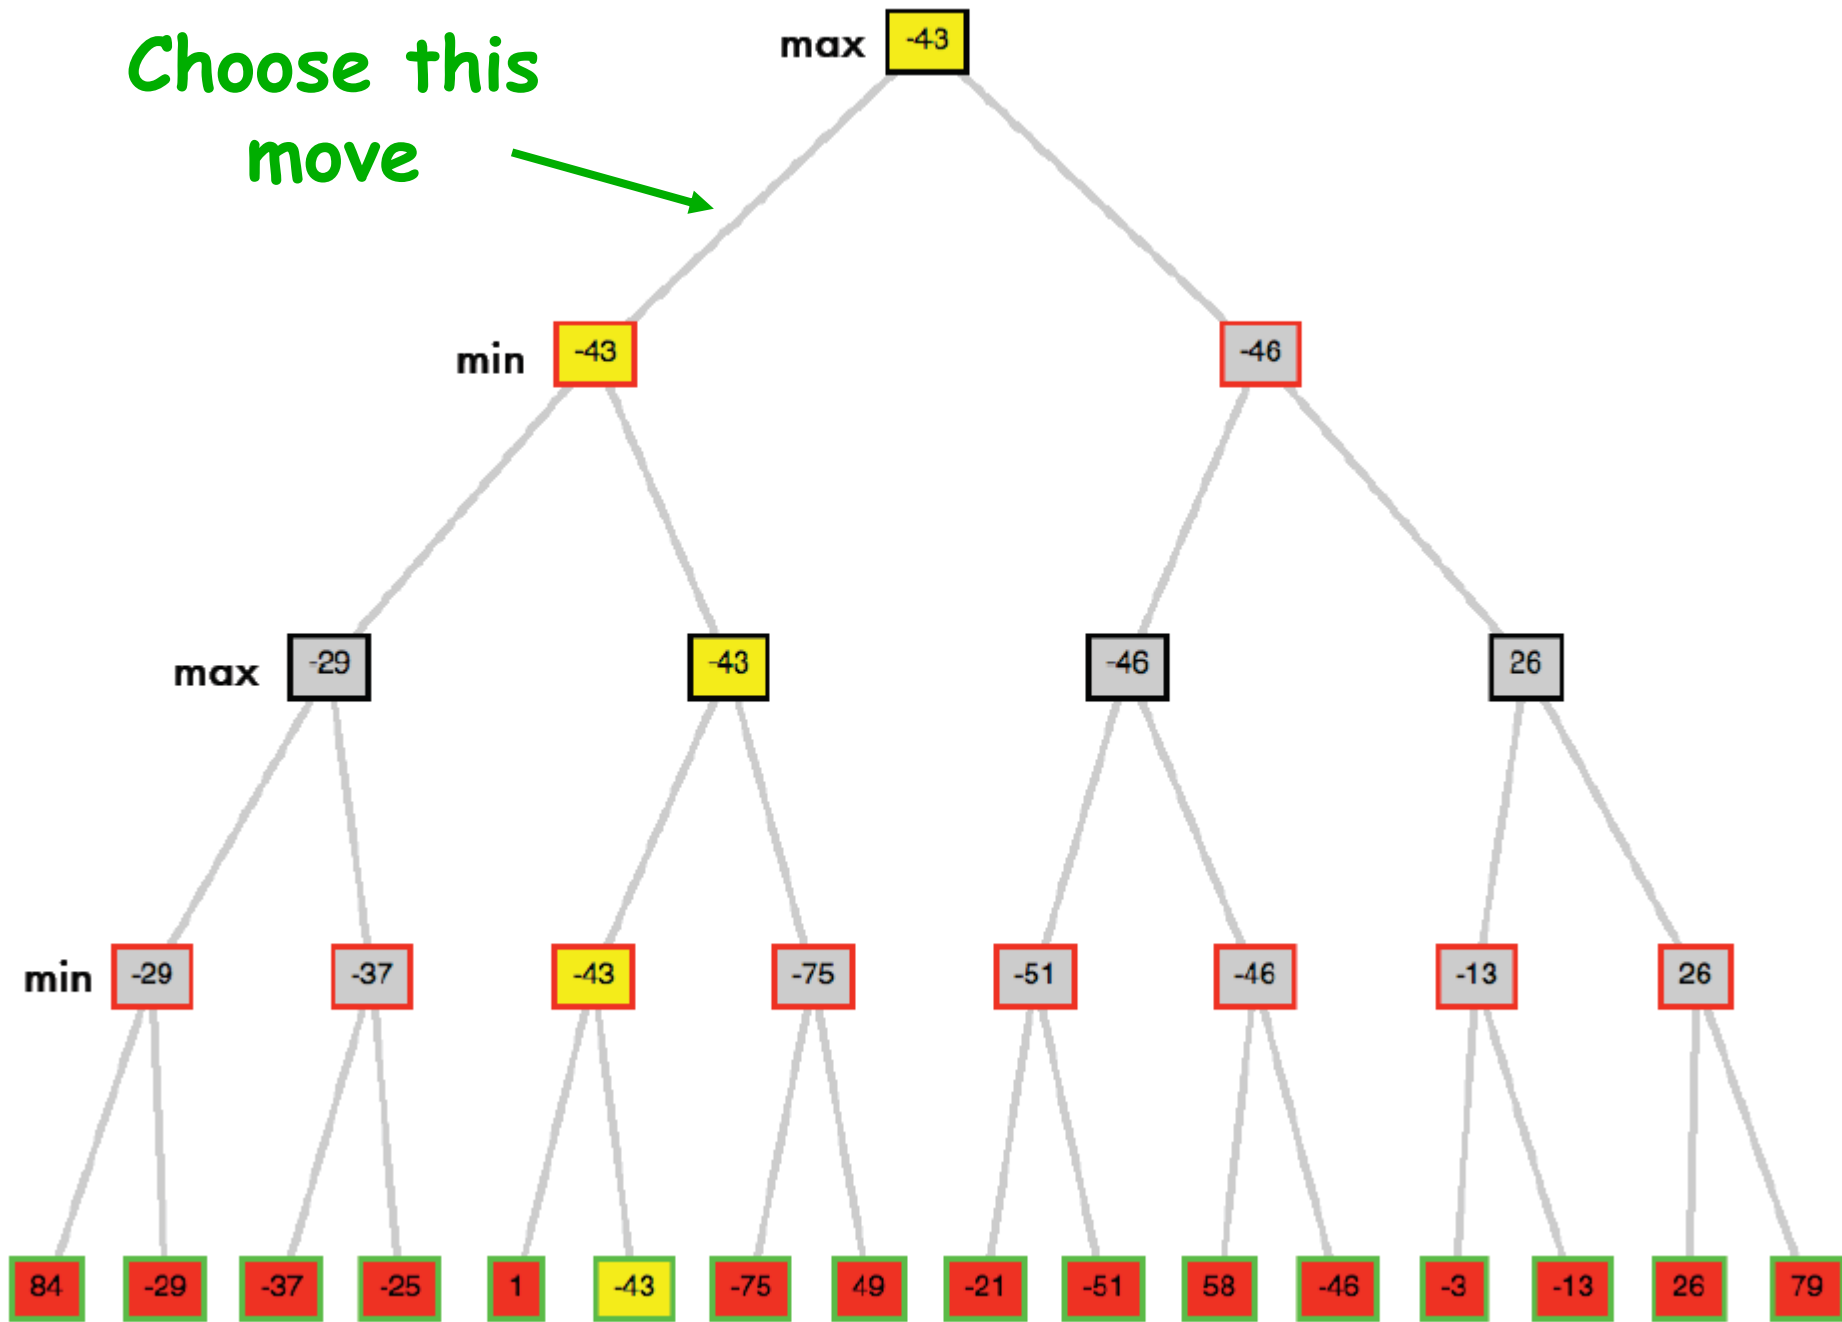 Choose this
move
max -43
min -43 -46
max -29 -43 -46 26
min -29 -37 -43 -75 -51 -46 -13 26
84 -29 -37 -25 1 -43 -75 49 -21 -51 58 -46 -3 -13 26 79